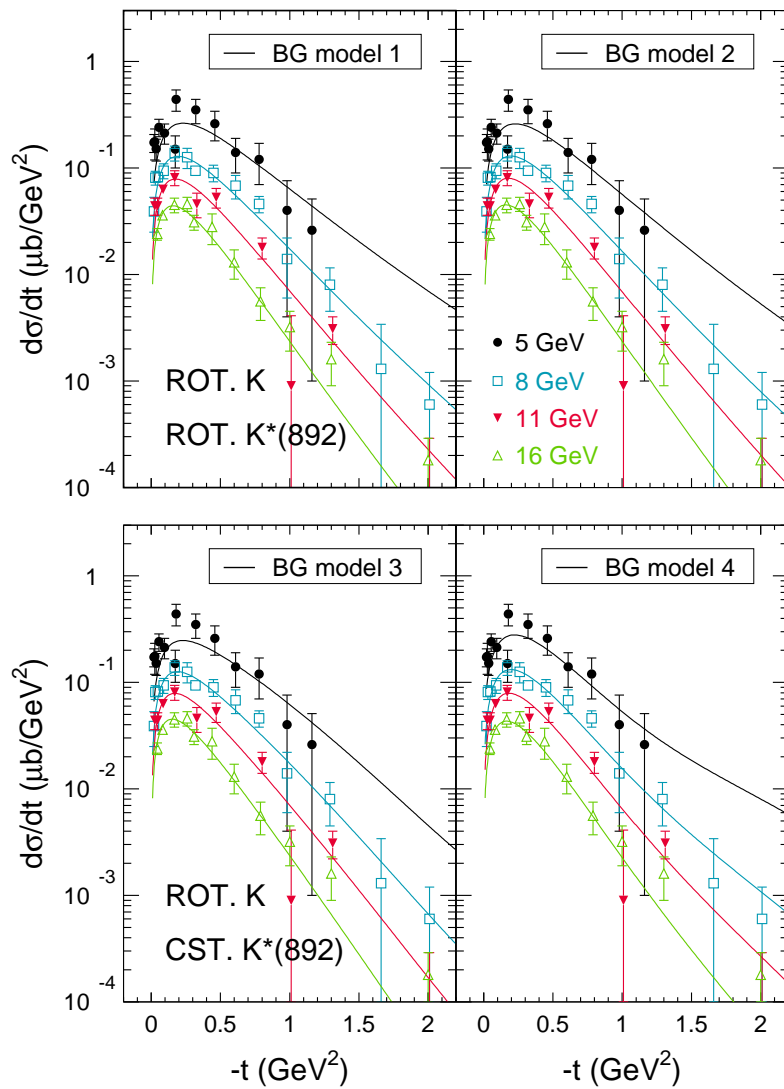 BG model 1
BG model 2
1
10^-1
10^-2
10^-3
10^-4
dσ/dt (μb/GeV^2)
ROT. K
ROT. K*(892)
5 GeV
8 GeV
11 GeV
16 GeV
BG model 3
BG model 4
1
10^-1
10^-2
10^-3
10^-4
dσ/dt (μb/GeV^2)
ROT. K
CST. K*(892)
0 0.5 1 1.5 2
0 0.5 1 1.5 2
-t (GeV^2)
-t (GeV^2)